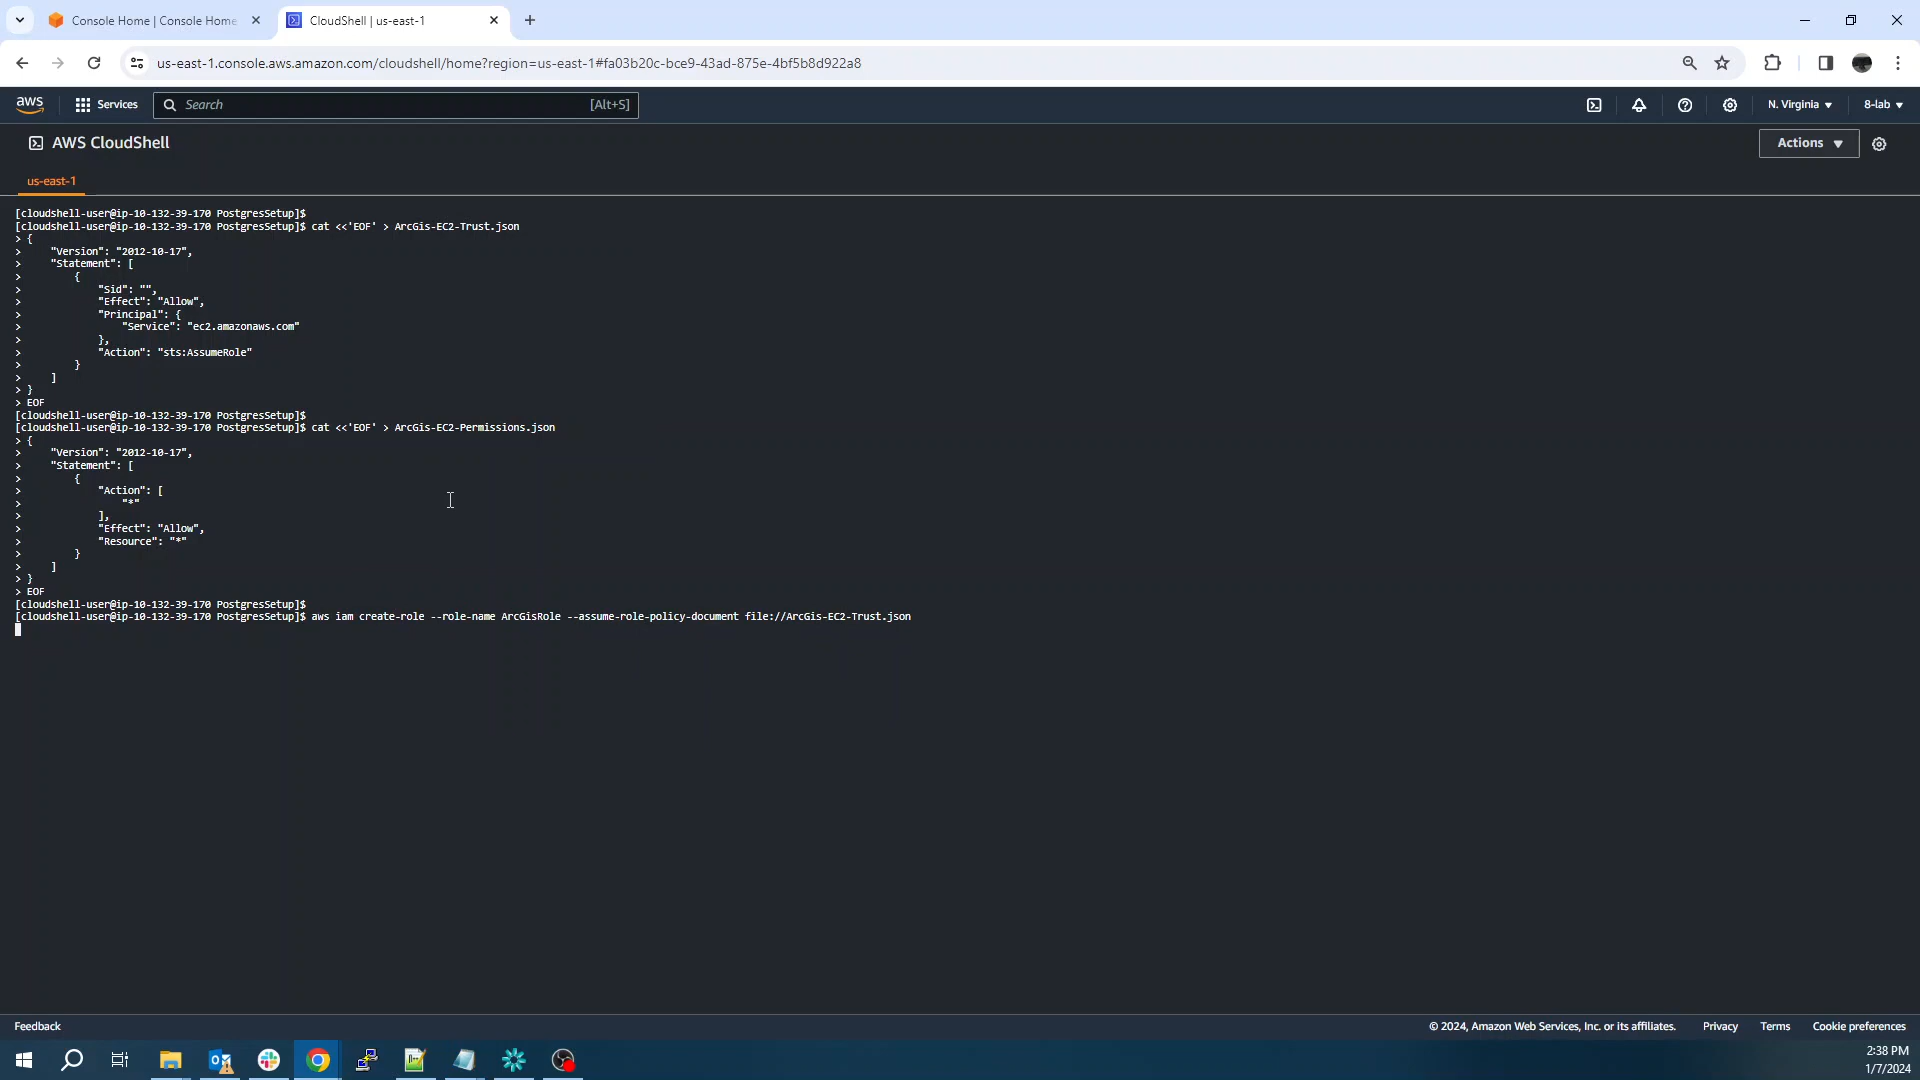 Console Home | Console Home
CloudShell | us-east-1
us-east-1.console.aws.amazon.com/cloudshell/home?region=us-east-1#fa03b20c-bce9-43ad-875e-4bf5b8d922a8
aws
Services
Search
[Alt+S]
N. Virginia
8-lab
AWS CloudShell
Actions
us-east-1
[cloudshell-user@ip-10-132-39-170 PostgresSetup]$
[cloudshell-user@ip-10-132-39-170 PostgresSetup]$ cat <<'EOF' > ArcGis-EC2-Trust.json
> {
>     "Version": "2012-10-17",
>     "Statement": [
>         {
>             "Sid": "",
>             "Effect": "Allow",
>             "Principal": {
>                 "Service": "ec2.amazonaws.com"
>             },
>             "Action": "sts:AssumeRole"
>         }
>     ]
> }
> EOF
[cloudshell-user@ip-10-132-39-170 PostgresSetup]$
[cloudshell-user@ip-10-132-39-170 PostgresSetup]$ cat <<'EOF' > ArcGis-EC2-Permissions.json
> {
>     "Version": "2012-10-17",
>     "Statement": [
>         {
>             "Action": [
>                 "*"
>             ],
>             "Effect": "Allow",
>             "Resource": "*"
>         }
>     ]
> }
> EOF
[cloudshell-user@ip-10-132-39-170 PostgresSetup]$
[cloudshell-user@ip-10-132-39-170 PostgresSetup]$ aws iam create-role --role-name ArcGisRole --assume-role-policy-document file://ArcGis-EC2-Trust.json
Feedback
© 2024, Amazon Web Services, Inc. or its affiliates.
Privacy
Terms
Cookie preferences
2:38 PM
1/7/2024